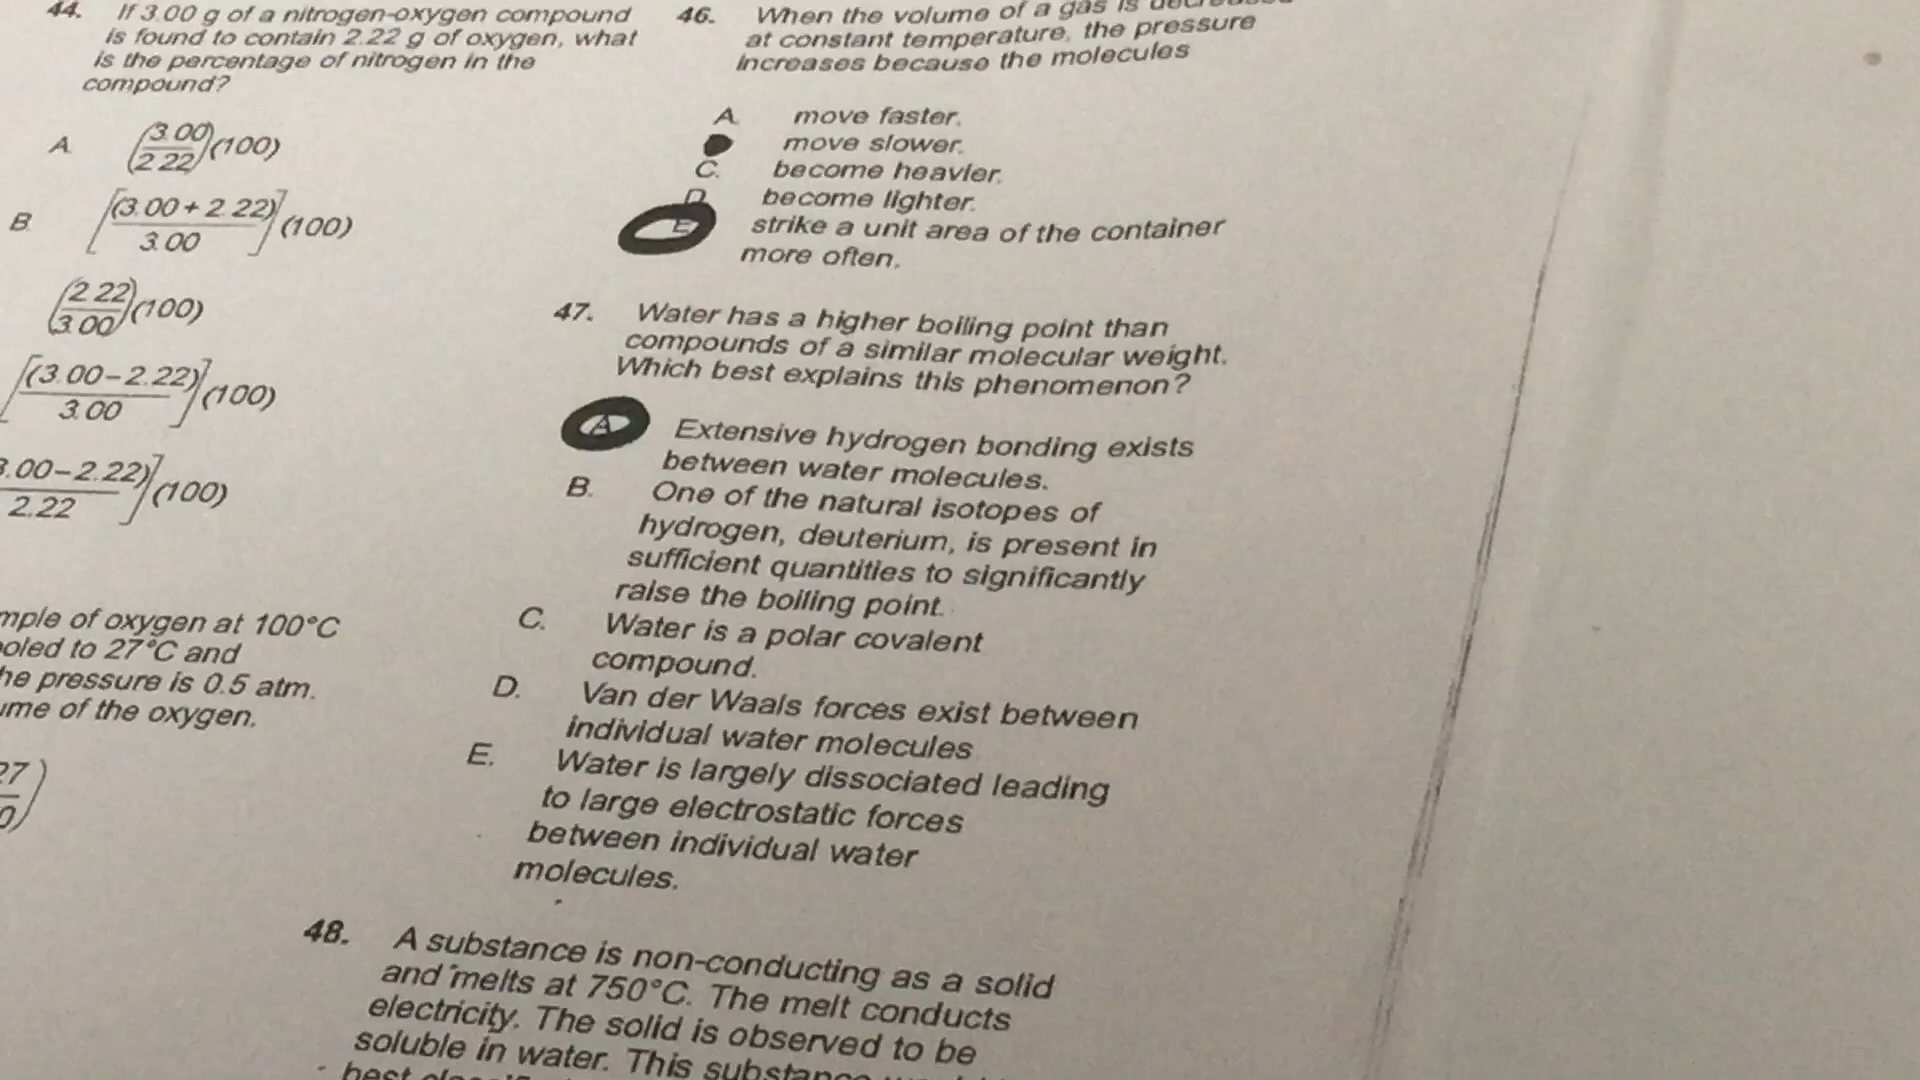 44. If 3.00 g of a nitrogen-oxygen compound
is found to contain 2.22 g of oxygen, what
is the percentage of nitrogen in the
compound?
A (3.00/2.22)(100)
B. [(3.00 + 2.22)/3.00](100)
(2.22/3.00)(100)
[(3.00 - 2.22)/3.00](100)
3.00 - 2.22)/2.22](100)
of oxygen at 100°C
to 27°C and
pressure is 0.5 atm.
of the oxygen.
46. When the volume of a gas is
at constant temperature, the pressure
increases because the molecules
A. move faster.
move slower.
C. become heavier.
D. become lighter.
E strike a unit area of the container
more often.
47. Water has a higher boiling point than
compounds of a similar molecular weight.
Which best explains this phenomenon?
A Extensive hydrogen bonding exists
between water molecules.
B. One of the natural isotopes of
hydrogen, deuterium, is present in
sufficient quantities to significantly
raise the boiling point.
C. Water is a polar covalent
compound.
D. Van der Waals forces exist between
individual water molecules
E. Water is largely dissociated leading
to large electrostatic forces
between individual water
molecules.
48. A substance is non-conducting as a solid
and melts at 750°C. The melt conducts
electricity. The solid is observed to be
soluble in water. This
best